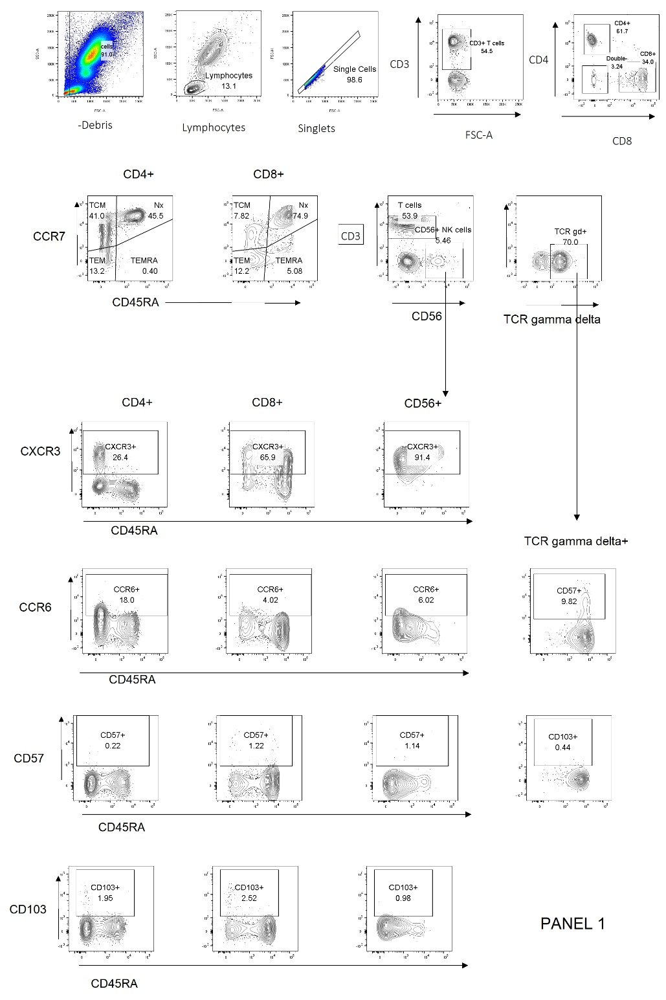 cells
91.0
SSC-A
FSC-A
-Debris
Lymphocytes
13.1
SSC-A
FSC-A
Lymphocytes
Single Cells
98.6
FSC-H
FSC-A
Singlets
CD3
CD3+ T cells
54.5
FSC-A
CD4
CD4+
61.7
Double-
3.24
CD8+
34.0
CD8
CD4+
CD8+
CCR7
TCM
41.0
Nx
45.5
TEM
13.2
TEMRA
0.40
TCM
7.82
Nx
74.9
TEM
12.2
TEMRA
5.08
CD45RA
CD3
T cells
53.9
CD56+ NK cells
5.46
CD56
TCR gd+
70.0
TCR gamma delta
CD4+
CD8+
CD56+
CXCR3
CXCR3+
26.4
CXCR3+
65.9
CXCR3+
91.4
CD45RA
TCR gamma delta+
CCR6
CCR6+
18.0
CCR6+
4.02
CCR6+
6.02
CD57+
9.82
CD45RA
CD57
CD57+
0.22
CD57+
1.22
CD57+
1.14
CD103+
0.44
CD45RA
CD103
CD103+
1.95
CD103+
2.52
CD103+
0.98
PANEL 1
CD45RA